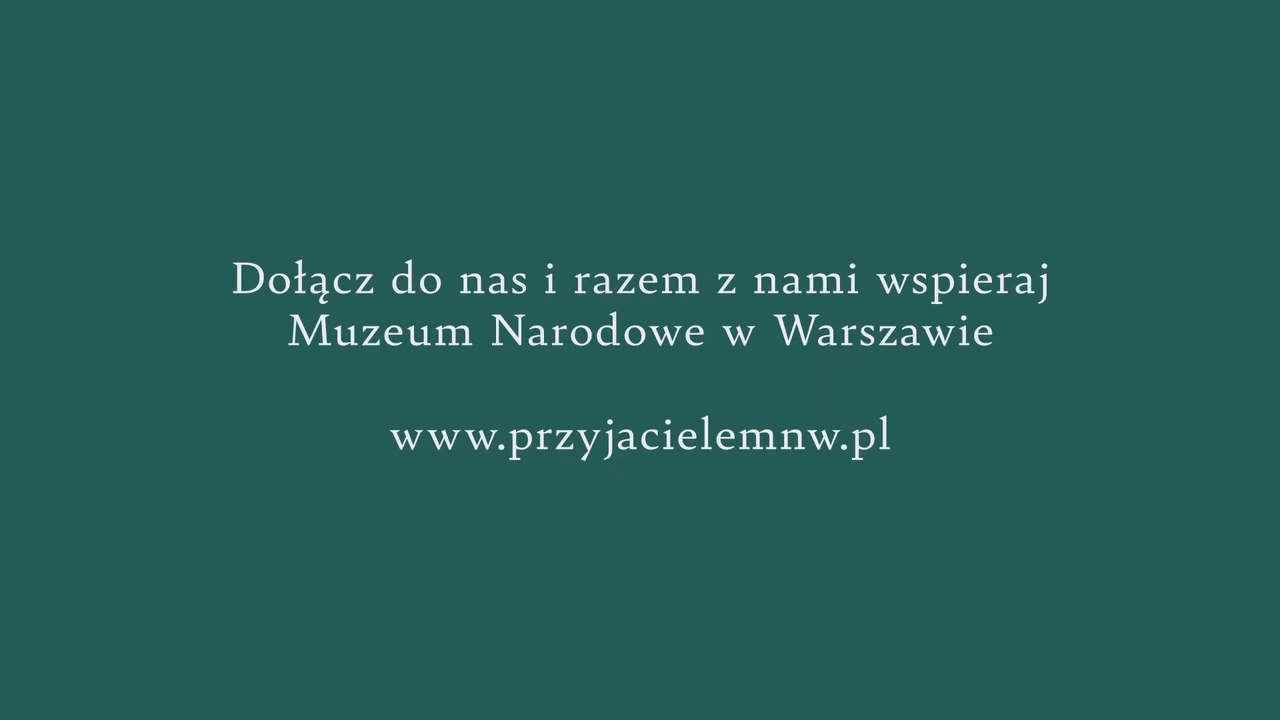 Dołącz do nas i razem z nami wspieraj
Muzeum Narodowe w Warszawie
www.przyjacielemnw.pl